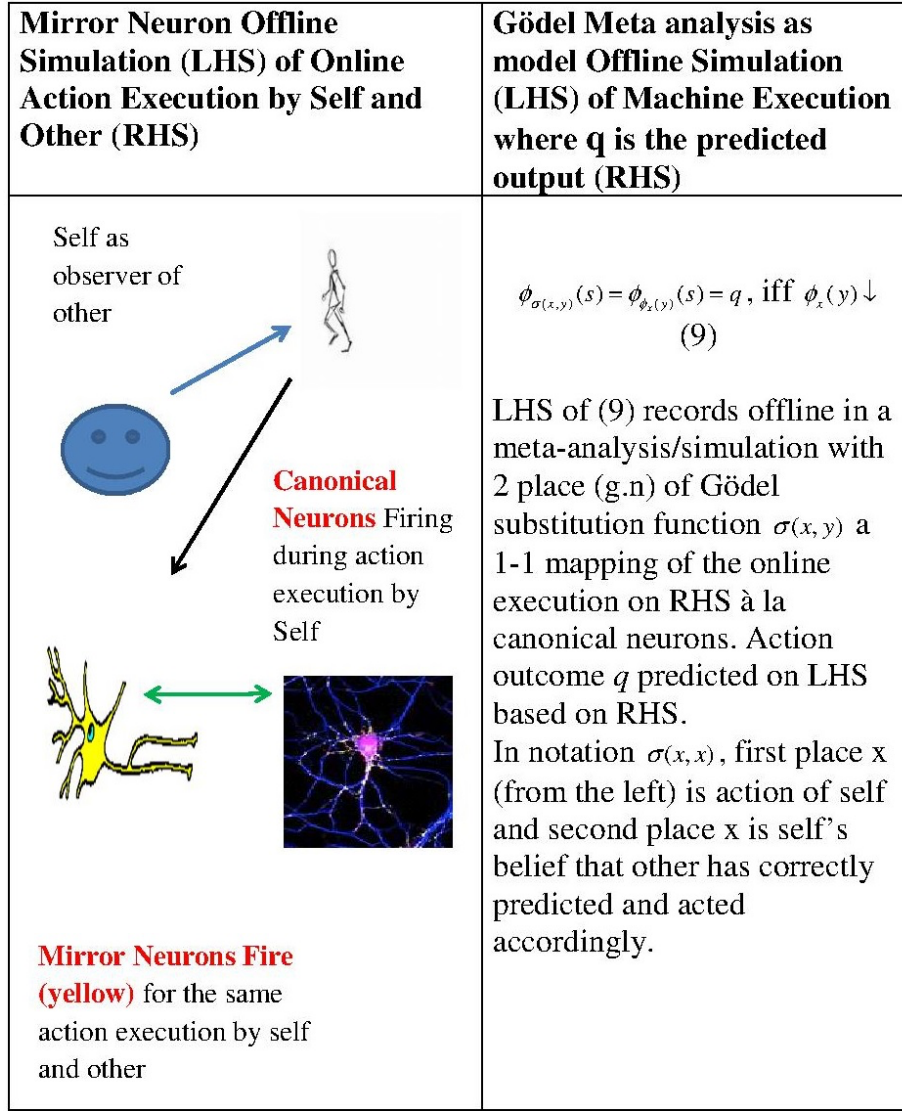 Mirror Neuron Offline
Simulation (LHS) of Online
Action Execution by Self and
Other (RHS)
Gödel Meta analysis as
model Offline Simulation
(LHS) of Machine Execution
where q is the predicted
output (RHS)
Self as
observer of
other
Canonical
Neurons Firing
during action
execution by
Self
Mirror Neurons Fire
(yellow) for the same
action execution by self
and other
ϕ_{σ(x,y)}(s) = ϕ_{ϕ_x(y)}(s) = q , iff ϕ_x(y) ↓
(9)
LHS of (9) records offline in a
meta-analysis/simulation with
2 place (g.n) of Gödel
substitution function σ(x, y) a
1-1 mapping of the online
execution on RHS à la
canonical neurons. Action
outcome q predicted on LHS
based on RHS.
In notation σ(x, x) , first place x
(from the left) is action of self
and second place x is self's
belief that other has correctly
predicted and acted
accordingly.